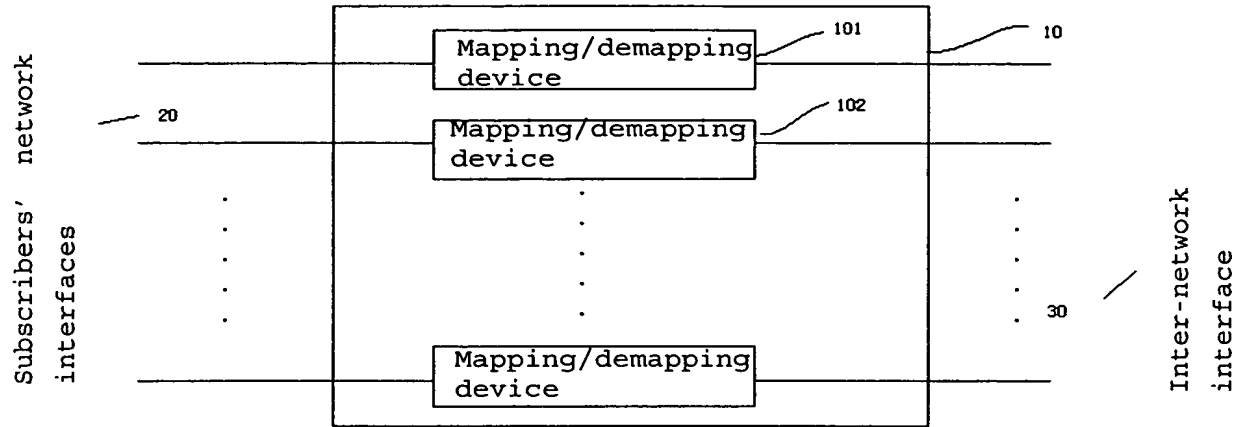 Mapping/demapping
device
101
10
Mapping/demapping
device
102
20
Subscribers' network
interfaces
30
Inter-network
interface
Mapping/demapping
device